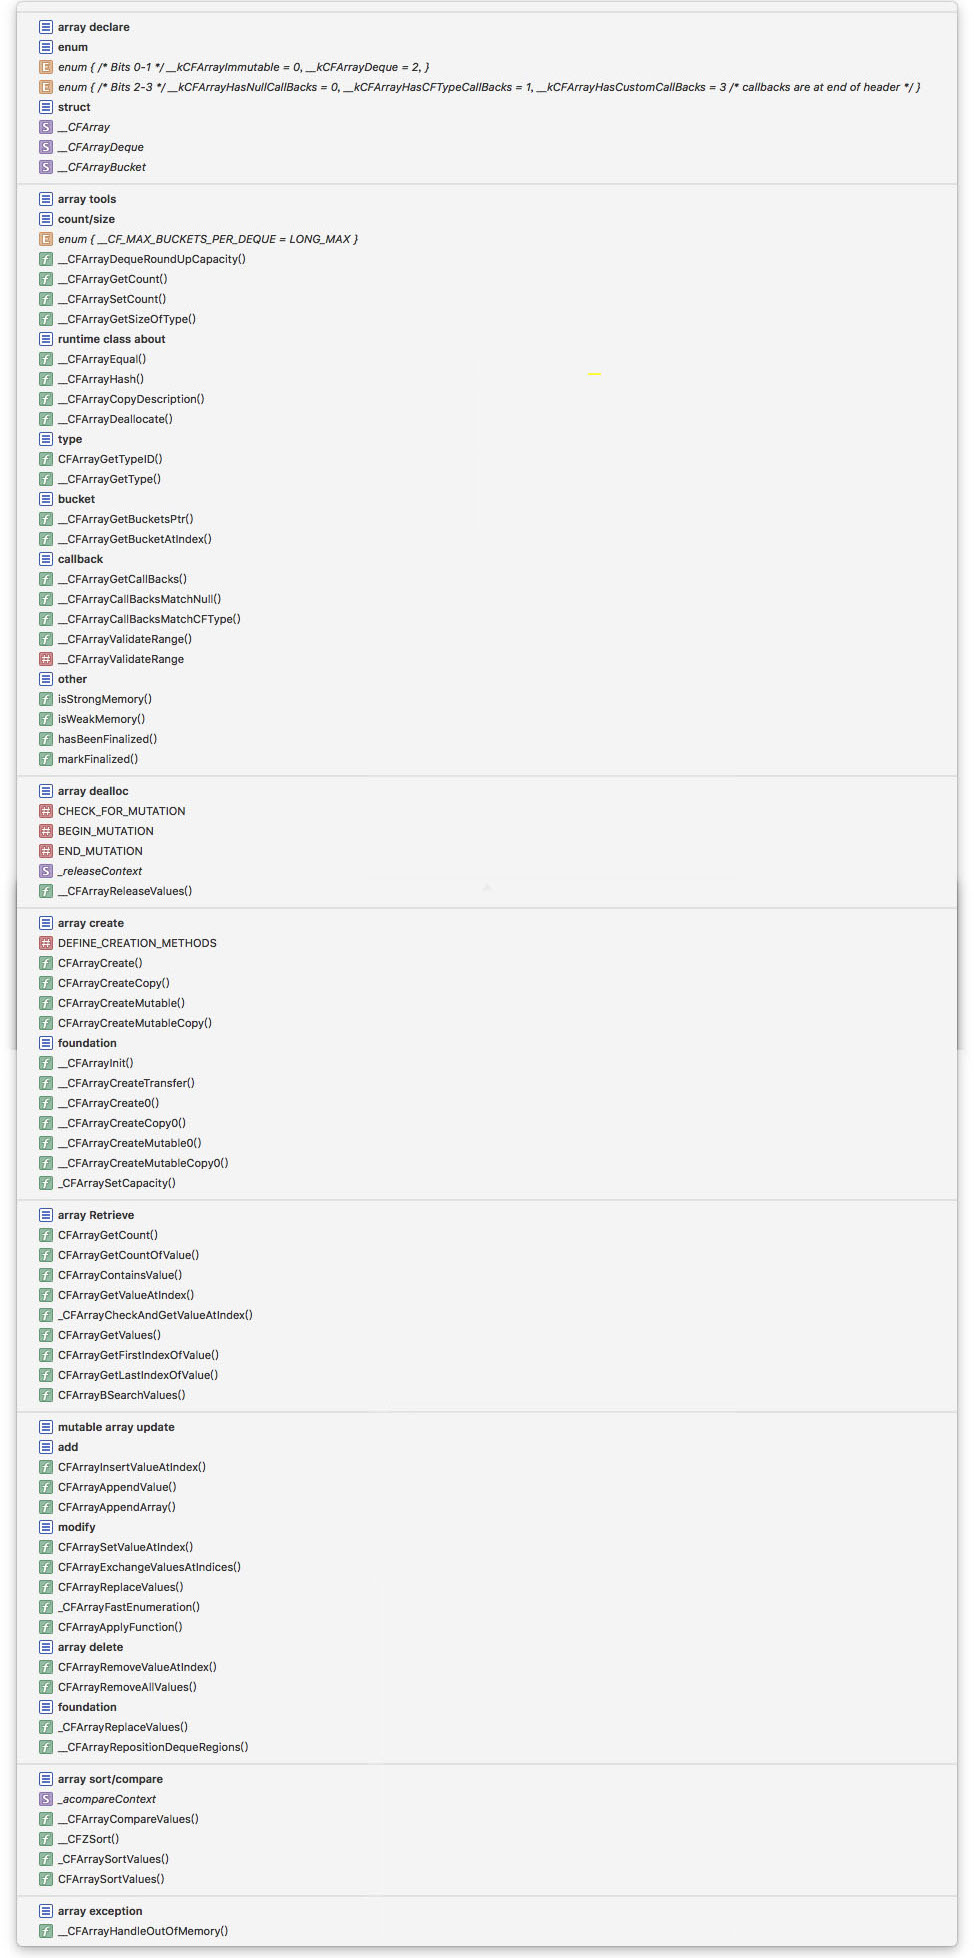 array declare
enum
E enum { /* Bits 0-1 */ __kCFArrayImmutable = 0, __kCFArrayDeque = 2, }
E enum { /* Bits 2-3 */ __kCFArrayHasNullCallBacks = 0, __kCFArrayHasCFTypeCallBacks = 1, __kCFArrayHasCustomCallBacks = 3 /* callbacks are at end of header */ }
struct
S __CFArray
S __CFArrayDeque
S __CFArrayBucket
array tools
count/size
E enum { __CF_MAX_BUCKETS_PER_DEQUE = LONG_MAX }
f __CFArrayDequeRoundUpCapacity()
f __CFArrayGetCount()
f __CFArraySetCount()
f __CFArrayGetSizeOfType()
runtime class about
f __CFArrayEqual()
f __CFArrayHash()
f __CFArrayCopyDescription()
f __CFArrayDeallocate()
type
f CFArrayGetTypeID()
f __CFArrayGetType()
bucket
f __CFArrayGetBucketsPtr()
f __CFArrayGetBucketAtIndex()
callback
f __CFArrayGetCallBacks()
f __CFArrayCallBacksMatchNull()
f __CFArrayCallBacksMatchCFType()
f __CFArrayValidateRange()
# __CFArrayValidateRange
other
f isStrongMemory()
f isWeakMemory()
f hasBeenFinalized()
f markFinalized()
array dealloc
# CHECK_FOR_MUTATION
# BEGIN_MUTATION
# END_MUTATION
S _releaseContext
f __CFArrayReleaseValues()
array create
# DEFINE_CREATION_METHODS
f CFArrayCreate()
f CFArrayCreateCopy()
f CFArrayCreateMutable()
f CFArrayCreateMutableCopy()
foundation
f __CFArrayInit()
f __CFArrayCreateTransfer()
f __CFArrayCreate0()
f __CFArrayCreateCopy0()
f __CFArrayCreateMutable0()
f __CFArrayCreateMutableCopy0()
f _CFArraySetCapacity()
array Retrieve
f CFArrayGetCount()
f CFArrayGetCountOfValue()
f CFArrayContainsValue()
f CFArrayGetValueAtIndex()
f _CFArrayCheckAndGetValueAtIndex()
f CFArrayGetValues()
f CFArrayGetFirstIndexOfValue()
f CFArrayGetLastIndexOfValue()
f CFArrayBSearchValues()
mutable array update
add
f CFArrayInsertValueAtIndex()
f CFArrayAppendValue()
f CFArrayAppendArray()
modify
f CFArraySetValueAtIndex()
f CFArrayExchangeValuesAtIndices()
f CFArrayReplaceValues()
f _CFArrayFastEnumeration()
f CFArrayApplyFunction()
array delete
f CFArrayRemoveValueAtIndex()
f CFArrayRemoveAllValues()
foundation
f _CFArrayReplaceValues()
f __CFArrayRepositionDequeRegions()
array sort/compare
S _acompareContext
f __CFArrayCompareValues()
f __CFZSort()
f _CFArraySortValues()
f CFArraySortValues()
array exception
f __CFArrayHandleOutOfMemory()